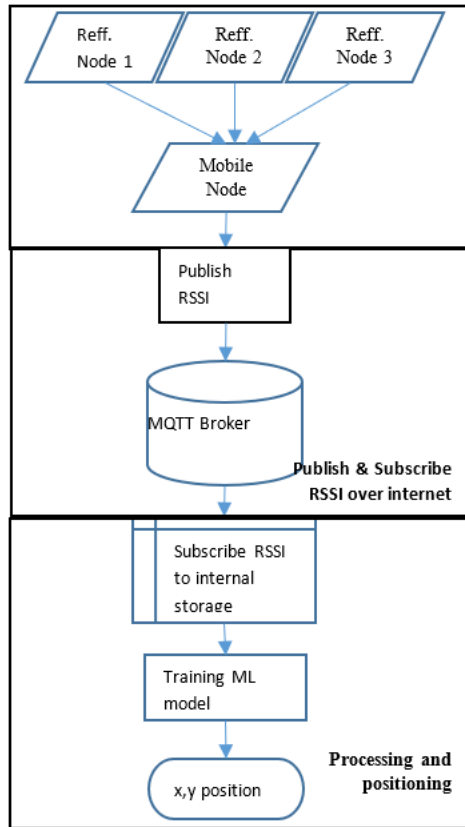 Reff.
Node 1
Reff.
Node 2
Reff.
Node 3
Mobile
Node
Publish
RSSI
MQTT Broker
Publish & Subscribe
RSSI over internet
Subscribe RSSI
to internal
storage
Training ML
model
x,y position
Processing and
positioning